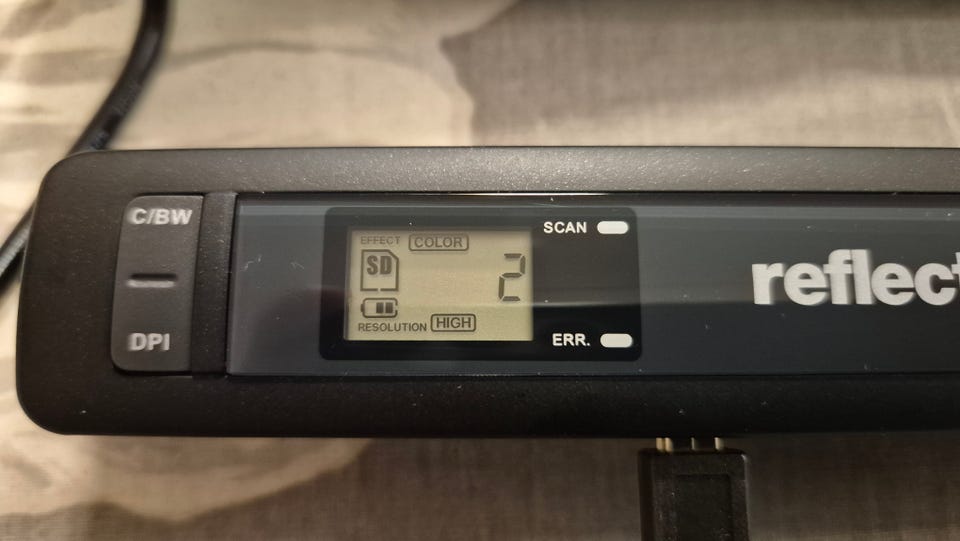 C/BW
DPI
EFFECT COLOR
SD
2
RESOLUTION HIGH
SCAN
ERR.
reflect